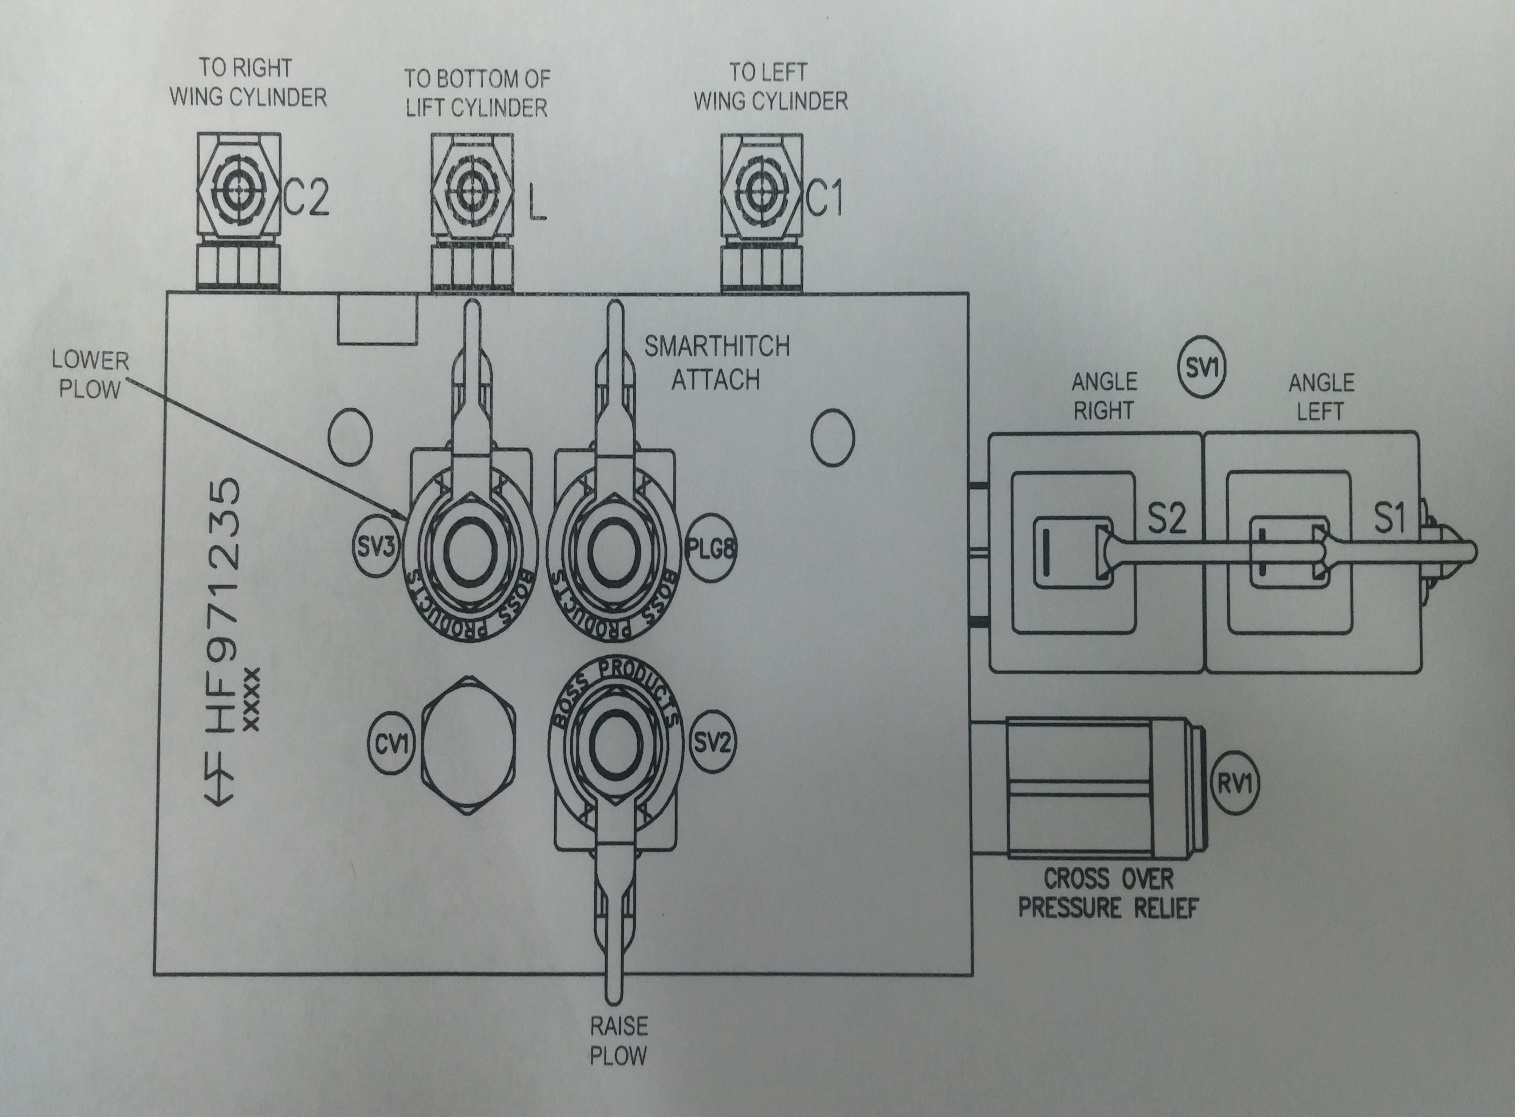 TO RIGHT
WING CYLINDER
TO BOTTOM OF
LIFT CYLINDER
TO LEFT
WING CYLINDER
C2
L
C1
LOWER
PLOW
SMARTHITCH
ATTACH
SV1
ANGLE
RIGHT
ANGLE
LEFT
S2
S1
SV3
PLG8
BOSS PRODUCTS
BOSS PRODUCTS
HF971235
XXXX
BOSS PRODUCTS
CV1
SV2
RV1
CROSS OVER
PRESSURE RELIEF
RAISE
PLOW